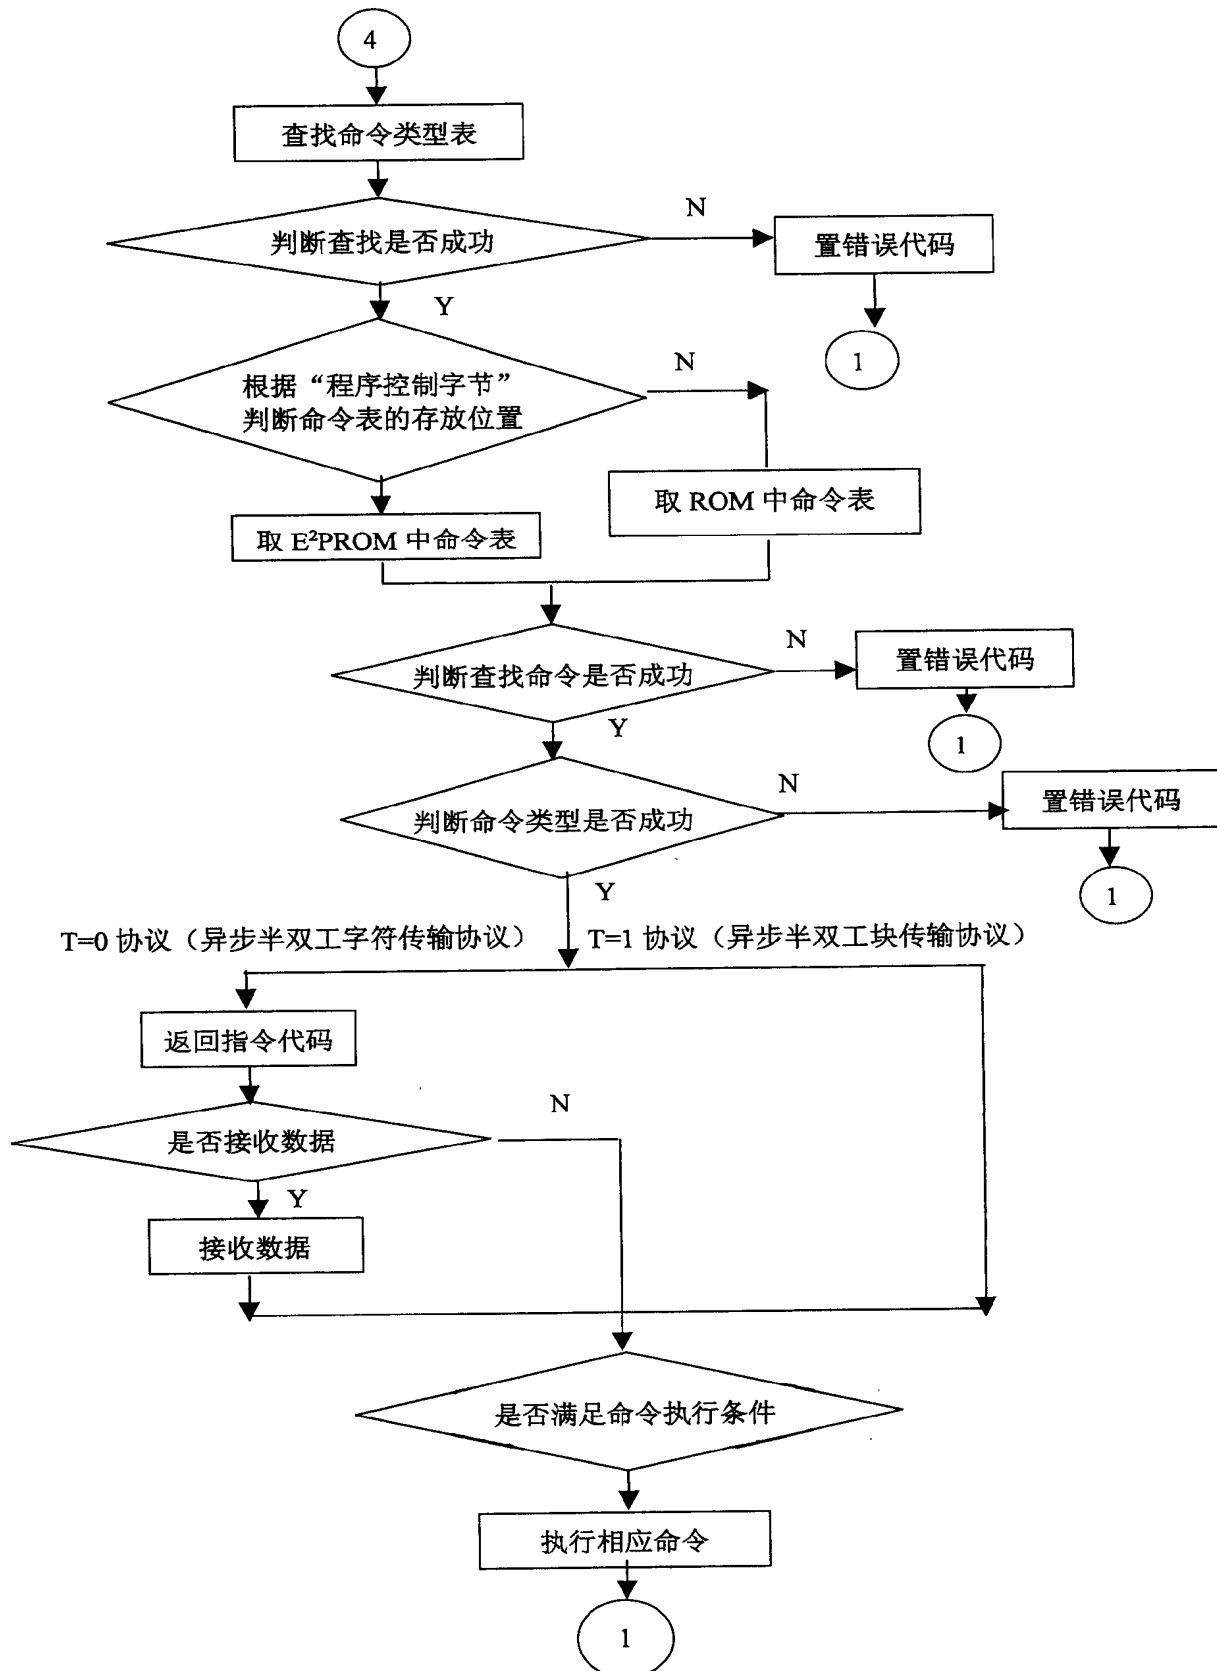 4
查找命令类型表
判断查找是否成功
N
置错误代码
Y
1
根据“程序控制字节”
判断命令表的存放位置
N
取 ROM 中命令表
取 E²PROM 中命令表
判断查找命令是否成功
N
置错误代码
Y
1
判断命令类型是否成功
N
置错误代码
Y
1
T=0 协议（异步半双工字符传输协议）
T=1 协议（异步半双工块传输协议）
返回指令代码
是否接收数据
N
Y
接收数据
是否满足命令执行条件
执行相应命令
1